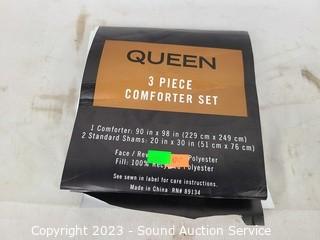 QUEEN
3 PIECE
COMFORTER SET
1 Comforter: 90 in x 98 in (229 cm x 249 cm)
2 Standard Shams: 20 in x 30 in (51 cm x 76 cm)
Face / Polyester
Fill: 100% Polyester
See sewn in label for care instructions.
Made in China RN# 89134
Copyright 2023 - Sound Auction Service